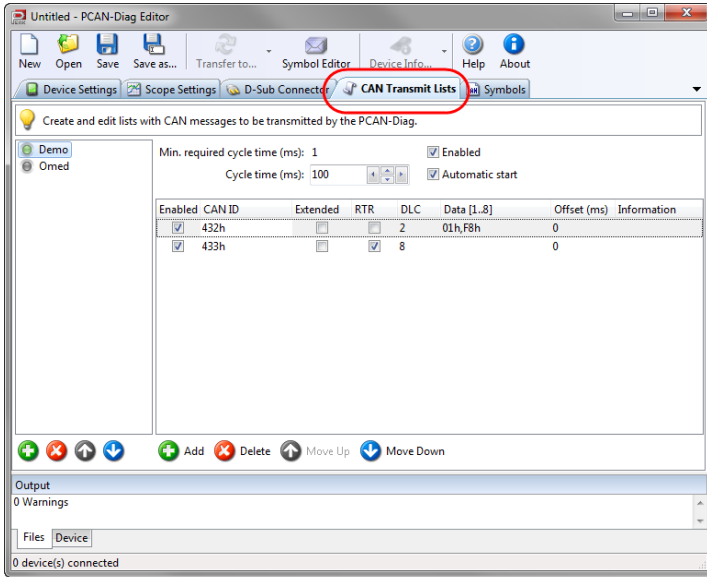 Untitled - PCAN-Diag Editor
New Open Save Save as... Transfer to... Symbol Editor Device Info... Help About
Device Settings Scope Settings D-Sub Connector CAN Transmit Lists Symbols
Create and edit lists with CAN messages to be transmitted by the PCAN-Diag.
Demo
Omed
Min. required cycle time (ms): 1 Enabled
Cycle time (ms): 100 Automatic start
Enabled CAN ID Extended RTR DLC Data [1..8] Offset (ms) Information
432h 2 01h,F8h 0
433h 8 0
Add Delete Move Up Move Down
Output
0 Warnings
Files Device
0 device(s) connected